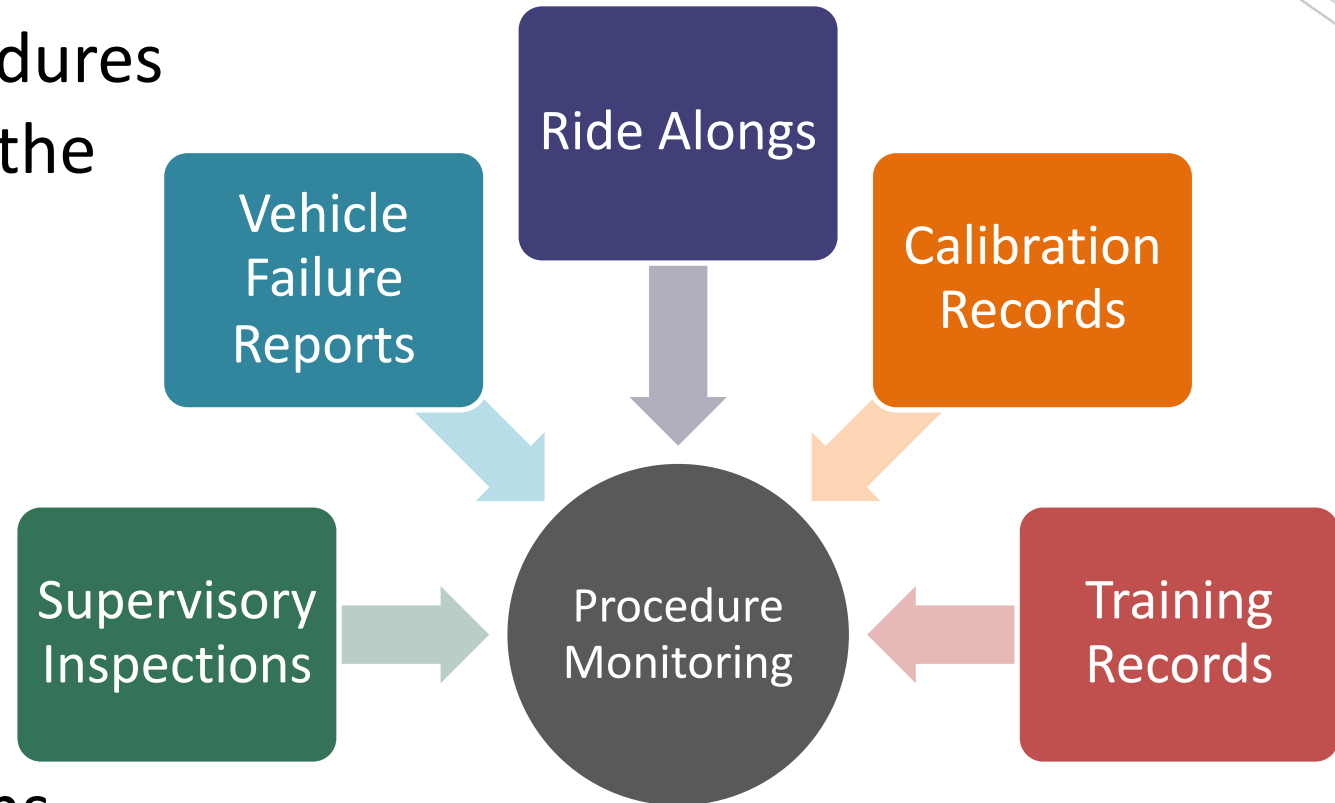 dures
the
Ride Alongs
Vehicle
Failure
Reports
Calibration
Records
Supervisory
Inspections
Procedure
Monitoring
Training
Records